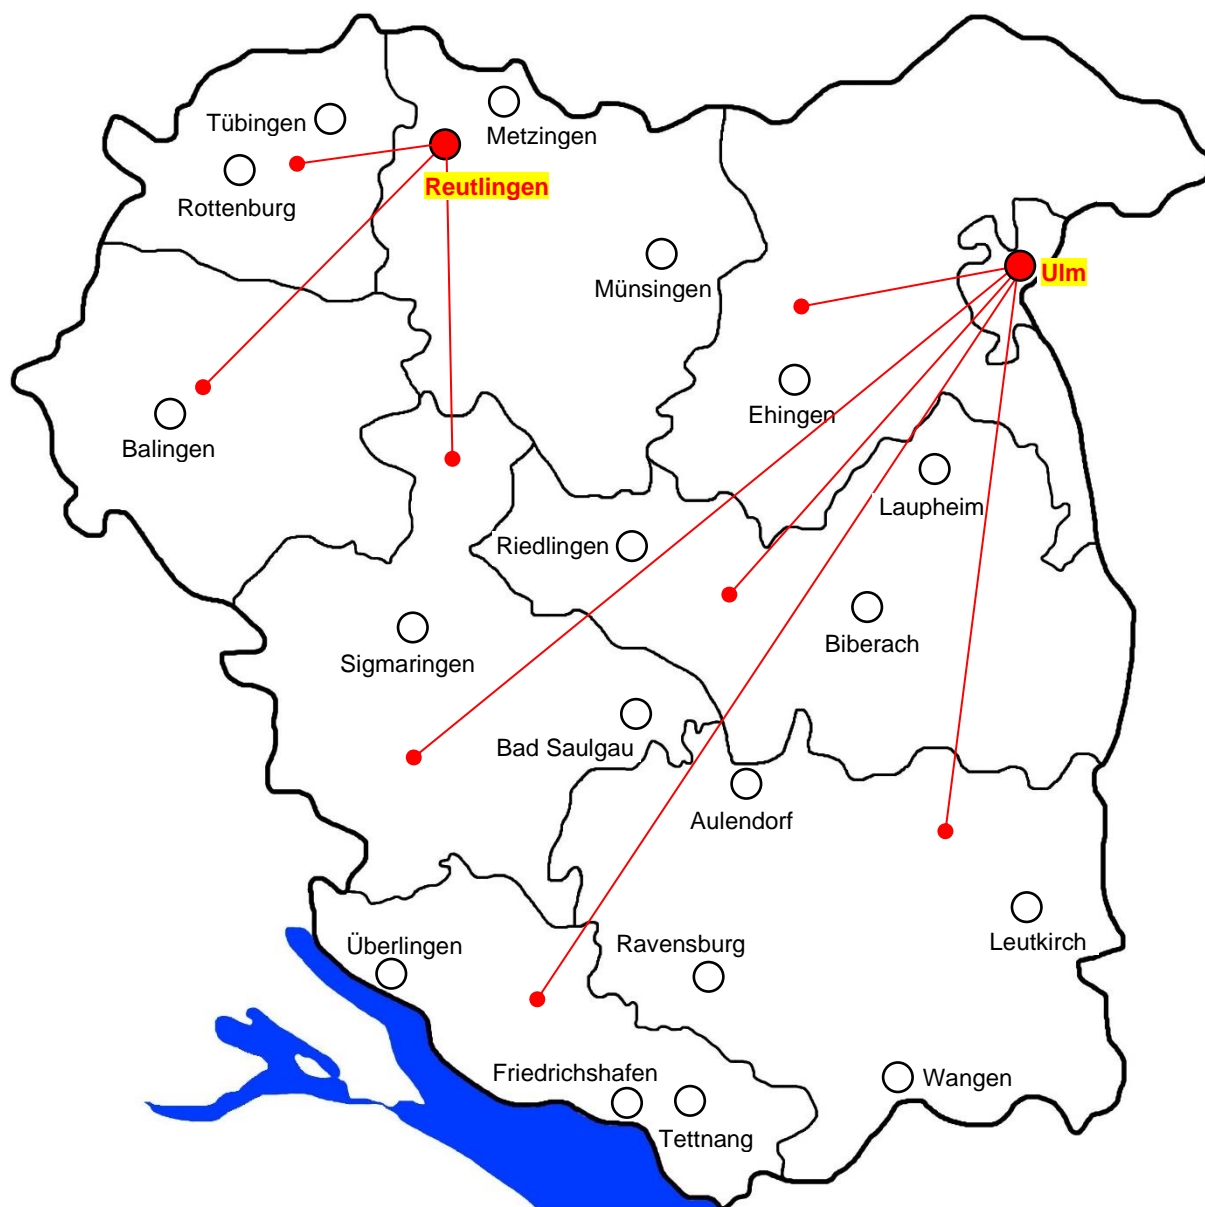 Tübingen
Metzingen
Rottenburg
Reutlingen
Münsingen
Ulm
Ehingen
Balingen
Laupheim
Riedlingen
Biberach
Sigmaringen
Bad Saulgau
Aulendorf
Überlingen
Ravensburg
Leutkirch
Friedrichshafen
Wangen
Tettnang